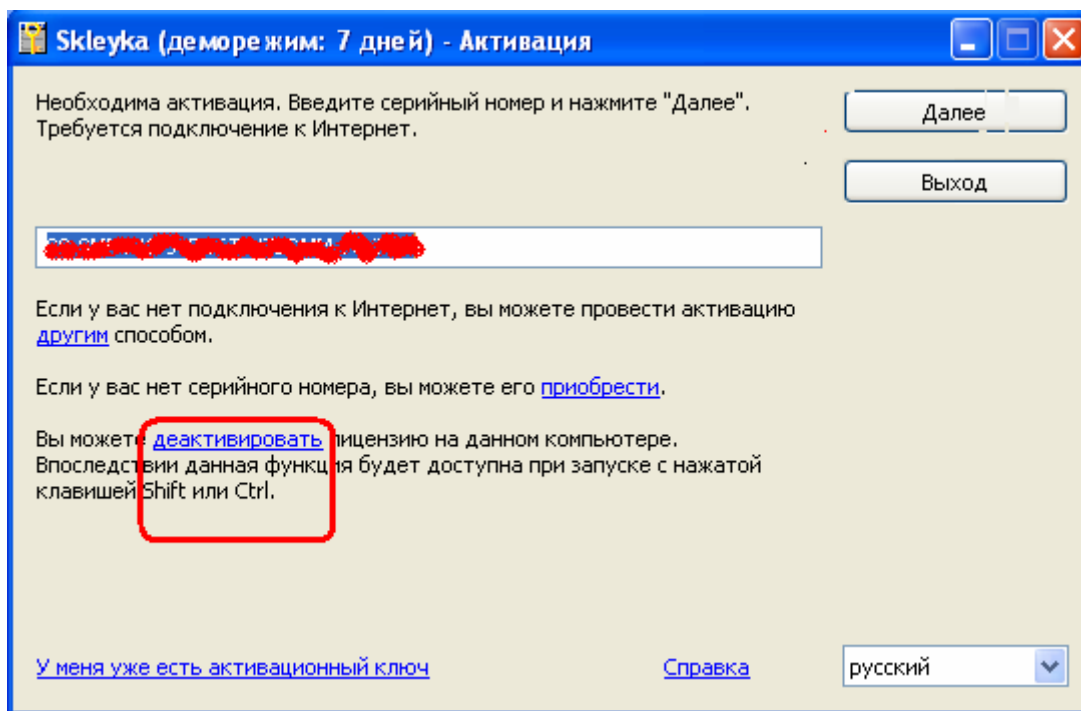 Skleyka (деморежим: 7 дней) - Активация
Необходима активация. Введите серийный номер и нажмите "Далее".
Требуется подключение к Интернет.
Далее
Выход
Если у вас нет подключения к Интернет, вы можете провести активацию
другим способом.
Если у вас нет серийного номера, вы можете его приобрести.
Вы можете деактивировать лицензию на данном компьютере.
Впоследствии данная функция будет доступна при запуске с нажатой
клавишей Shift или Ctrl.
У меня уже есть активационный ключ
Справка
русский